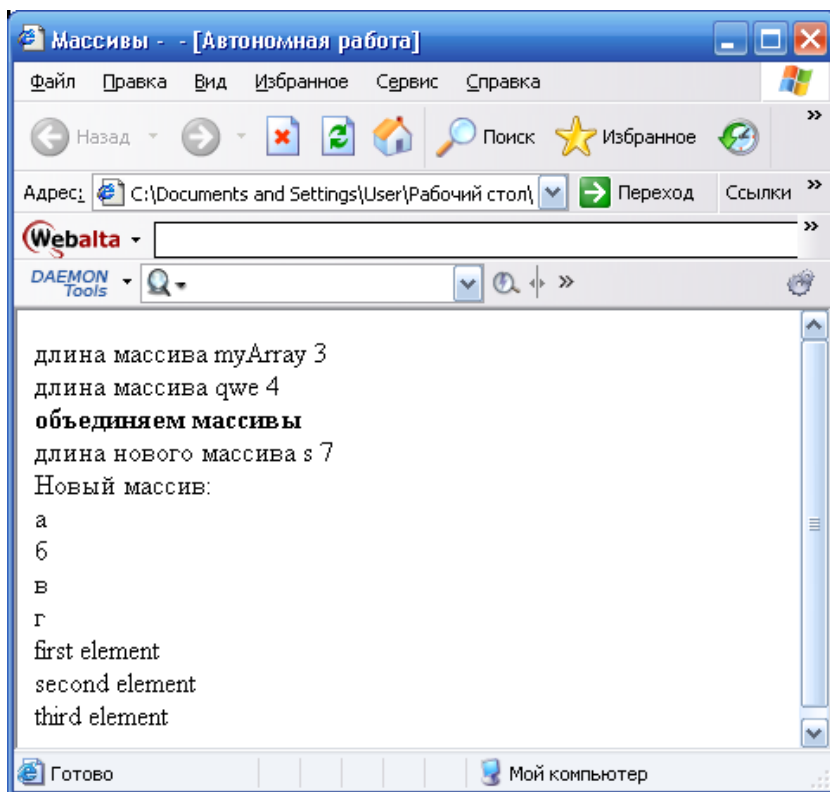 Массивы - - [Автономная работа]
Файл Правка Вид Избранное Сервис Справка
Назад Поиск Избранное »
Адрес: C:\Documents and Settings\User\Рабочий стол\ Переход Ссылки »
Webalta »
DAEMON Tools »
длина массива myArray 3
длина массива qwe 4
объединяем массивы
длина нового массива s 7
Новый массив:
а
б
в
г
first element
second element
third element
Готово Мой компьютер